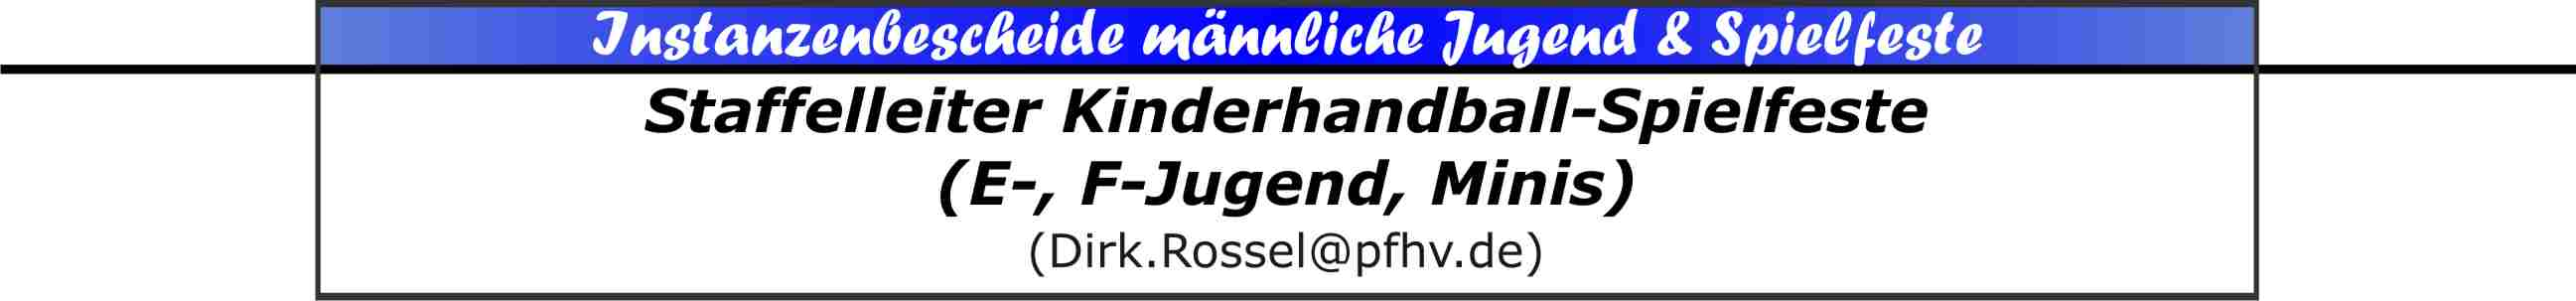 Instanzenbescheide männliche Jugend & Spielfeste
Staffelleiter Kinderhandball-Spielfeste
(E-, F-Jugend, Minis)
(Dirk.Rossel@pfhv.de)